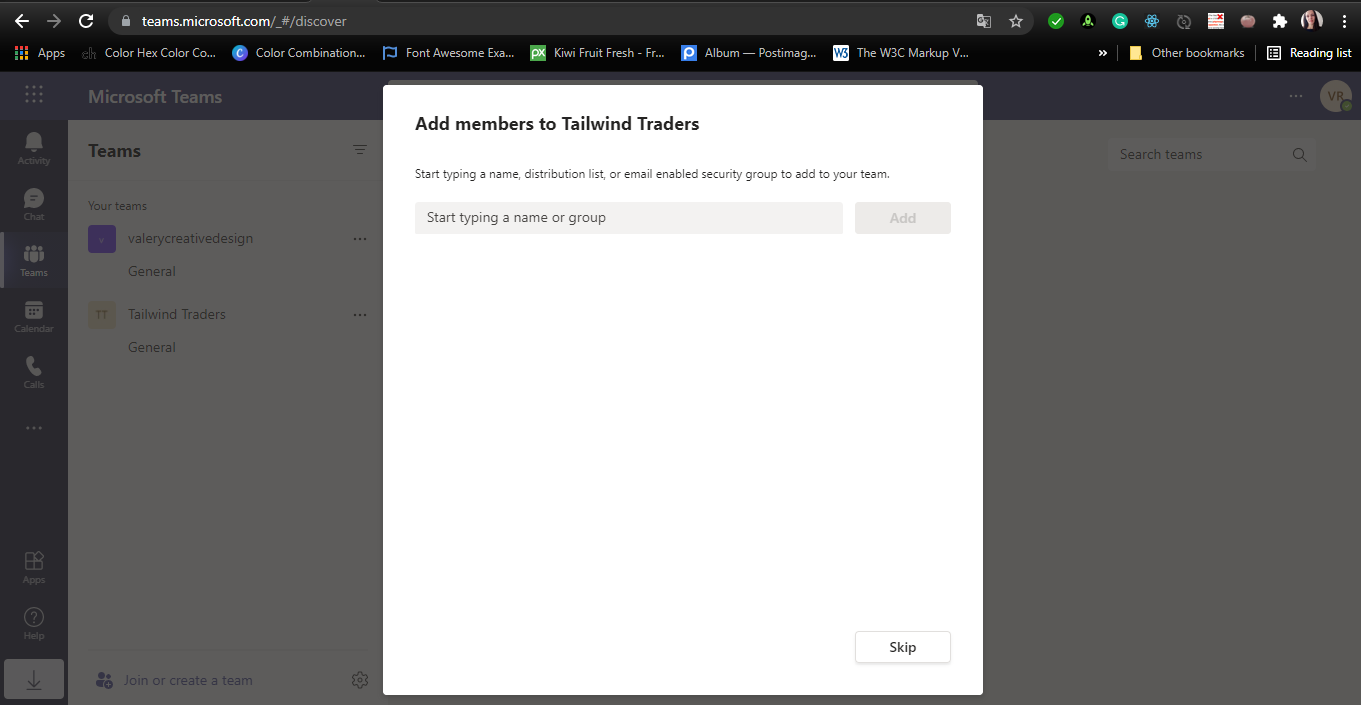 teams.microsoft.com/_#/discover
Apps
Color Hex Color Co...
Color Combination...
Font Awesome Exa...
px
Kiwi Fruit Fresh - Fr...
P
Album — Postimag...
W3
The W3C Markup V...
»
Other bookmarks
Reading list
Microsoft Teams
VR
Activity
Chat
Teams
Calendar
Calls
Apps
Help
Teams
Your teams
v
valerycreativedesign
General
TT
Tailwind Traders
General
Join or create a team
Search teams
Add members to Tailwind Traders
Start typing a name, distribution list, or email enabled security group to add to your team.
Start typing a name or group
Add
Skip